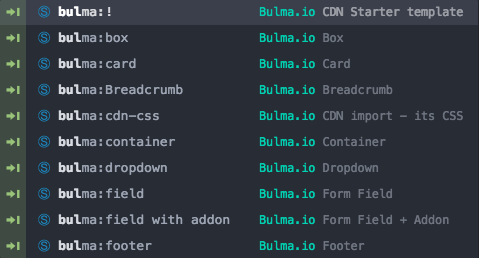 bulma:! Bulma.io CDN Starter template
bulma:box Bulma.io Box
bulma:card Bulma.io Card
bulma:Breadcrumb Bulma.io Breadcrumb
bulma:cdn-css Bulma.io CDN import - its CSS
bulma:container Bulma.io Container
bulma:dropdown Bulma.io Dropdown
bulma:field Bulma.io Form Field
bulma:field with addon Bulma.io Form Field + Addon
bulma:footer Bulma.io Footer